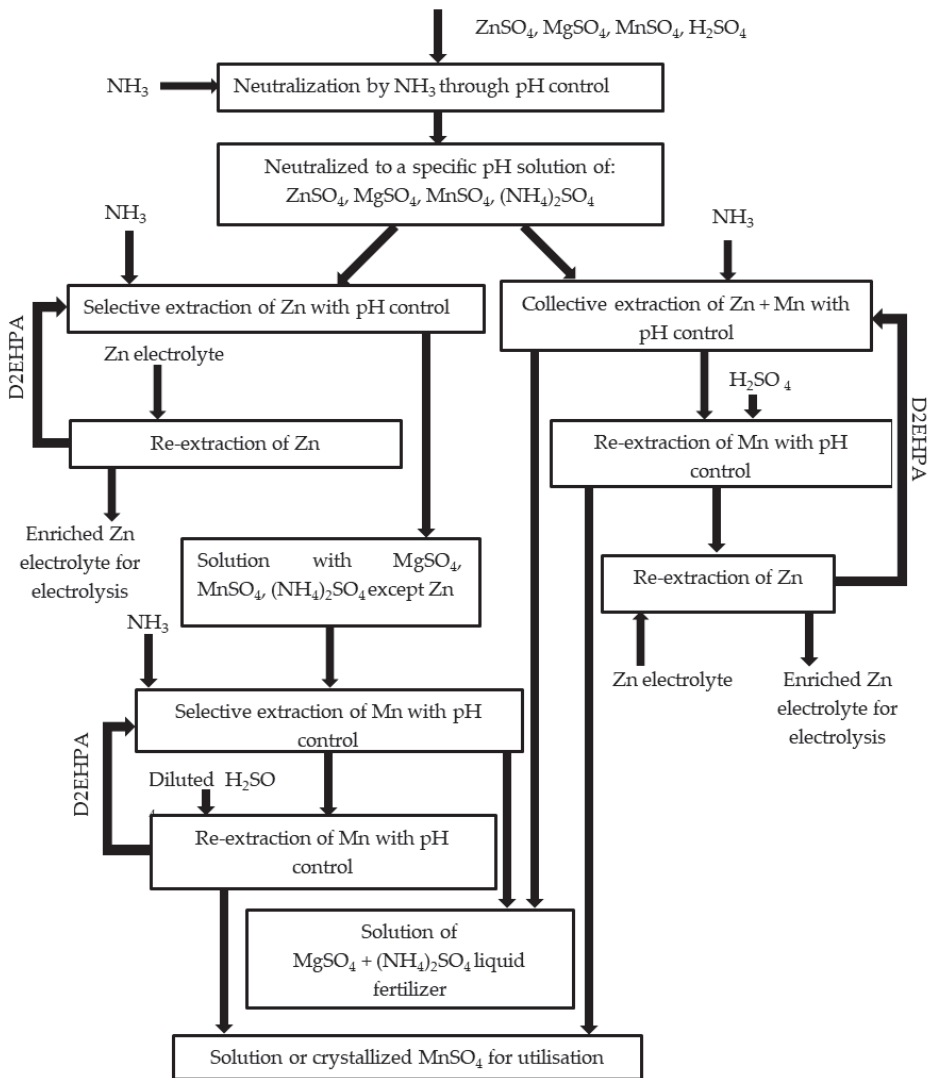 ZnSO₄, MgSO₄, MnSO₄, H₂SO₄
NH₃
Neutralization by NH₃ through pH control
Neutralized to a specific pH solution of:
ZnSO₄, MgSO₄, MnSO₄, (NH₄)₂SO₄
NH₃
NH₃
Selective extraction of Zn with pH control
Collective extraction of Zn + Mn with
pH control
D2EHPA
Zn electrolyte
Re-extraction of Zn
Enriched Zn
electrolyte for
electrolysis
H₂SO ₄
D2EHPA
Re-extraction of Mn with pH
control
Re-extraction of Zn
Zn electrolyte
Enriched Zn
electrolyte for
electrolysis
Solution with MgSO₄,
MnSO₄, (NH₄)₂SO₄ except Zn
NH₃
Selective extraction of Mn with pH
control
D2EHPA
Diluted H₂SO
4
Re-extraction of Mn with pH
control
Solution of
MgSO₄ + (NH₄)₂SO₄ liquid
fertilizer
Solution or crystallized MnSO₄ for utilisation